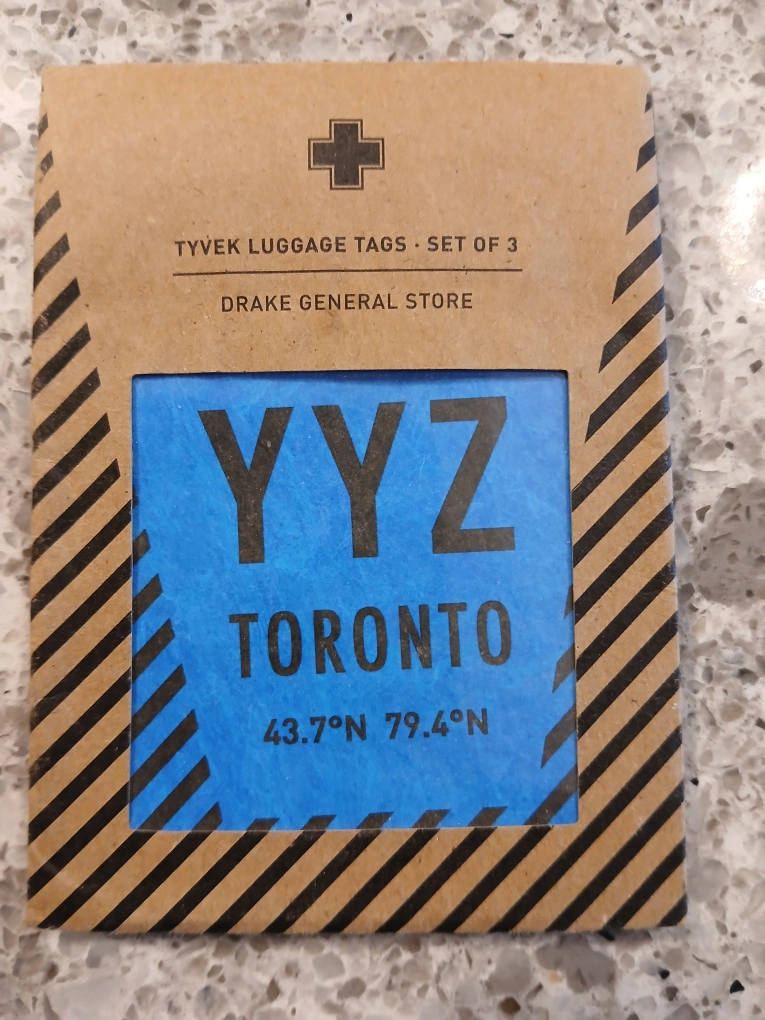 TYVEK LUGGAGE TAGS · SET OF 3
DRAKE GENERAL STORE
YYZ
TORONTO
43.7°N 79.4°N